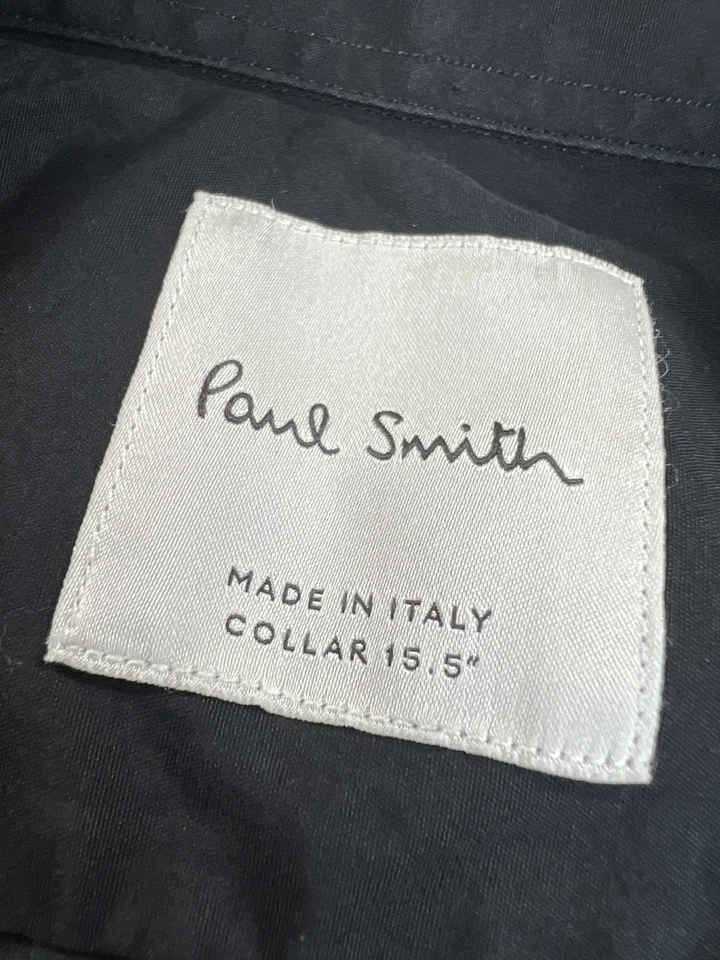 Paul Smith
MADE IN ITALY
COLLAR 15.5"